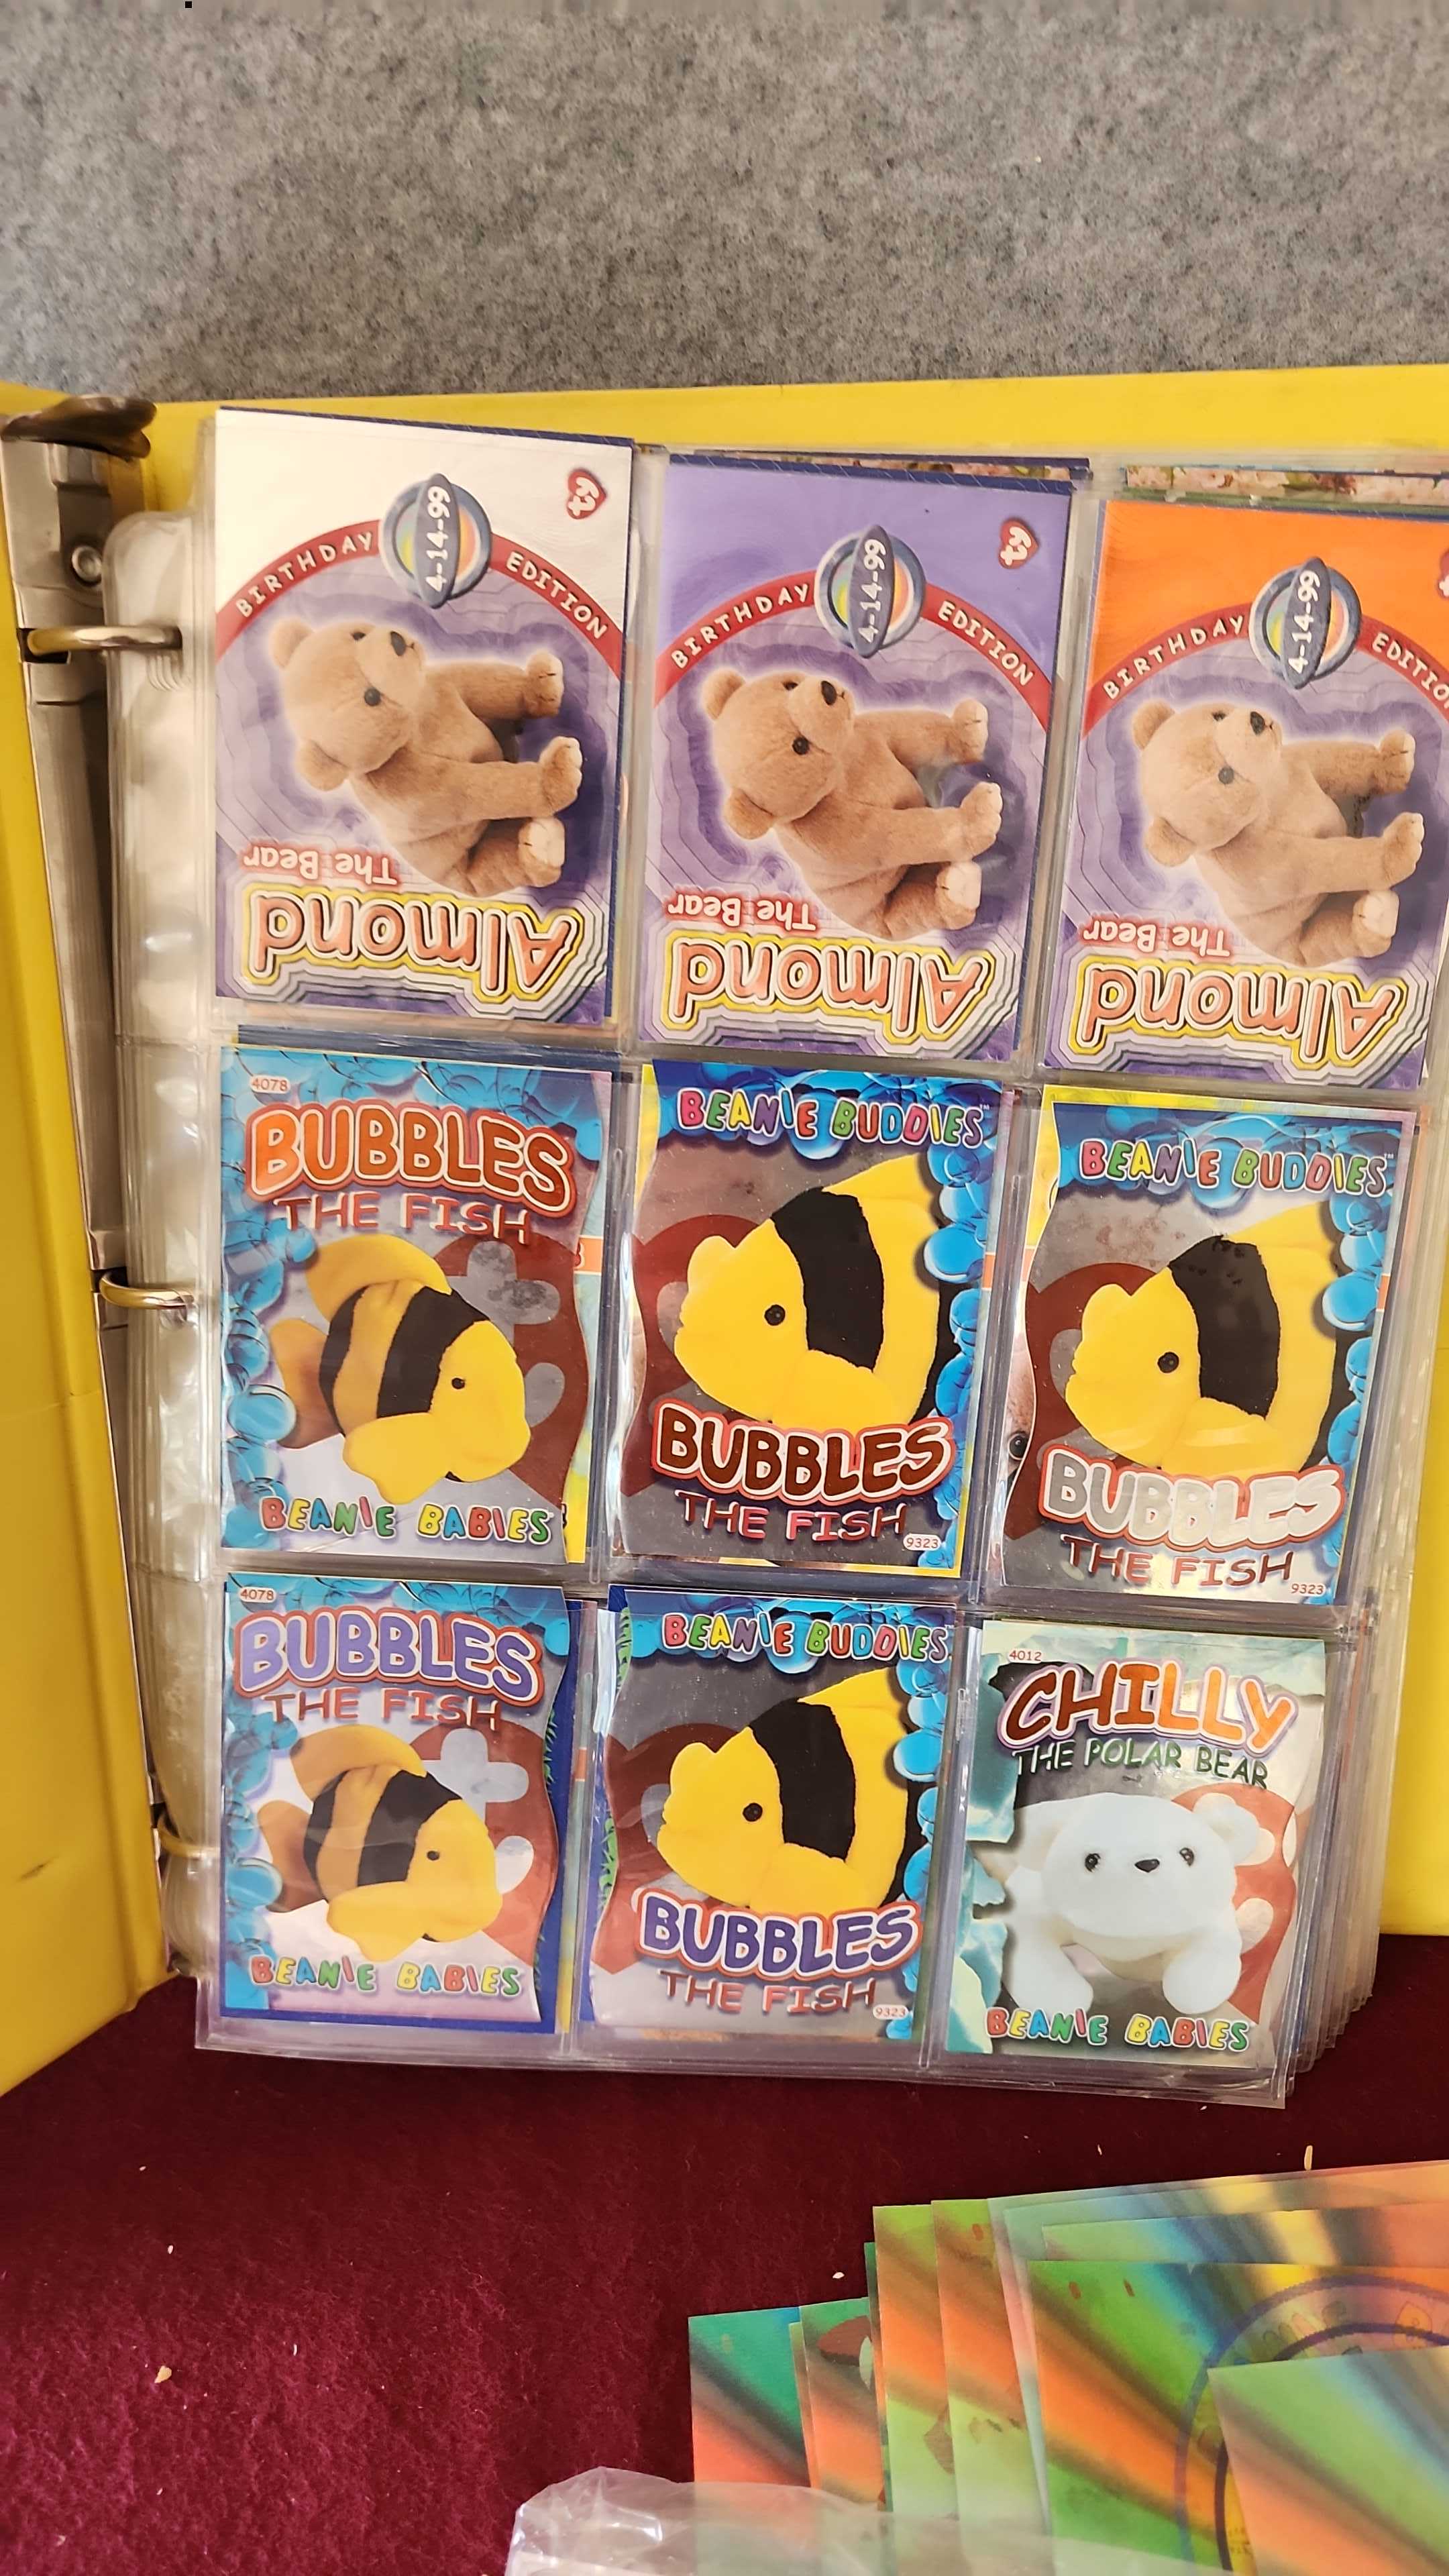 BIRTHDAY 4-14-99 EDITION
ty
The Bear
Almond
BIRTHDAY 4-14-99 EDITION
ty
The Bear
Almond
BIRTHDAY 4-14-99 EDITIO
The Bear
Almond
4078
BUBBLES
THE FISH
BEANIE BABIES
BEANIE BUDDIES™
BUBBLES
THE FISH
9323
BEANIE BUDDIES™
BUBBLES
THE FISH
9323
4078
BUBBLES
THE FISH
BEANIE BABIES
BEANIE BUDDIES
BUBBLES
THE FISH
9323
4012
CHILLY
THE POLAR BEAR
BEANIE BABIES